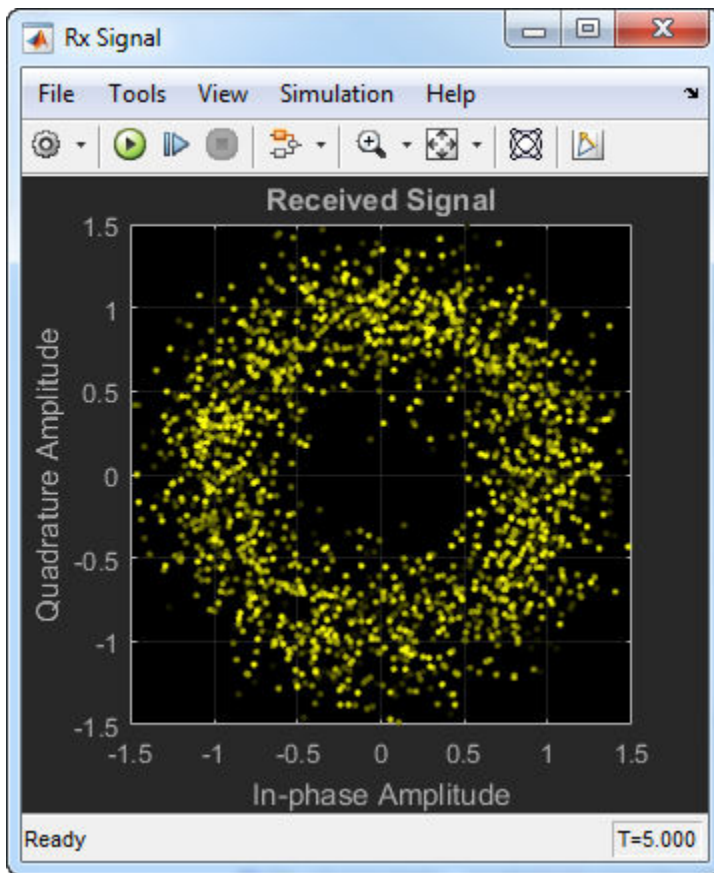 Rx Signal
File Tools View Simulation Help
Received Signal
1.5
1
0.5
0
-0.5
-1
-1.5
Quadrature Amplitude
-1.5 -1 -0.5 0 0.5 1 1.5
In-phase Amplitude
Ready T=5.000